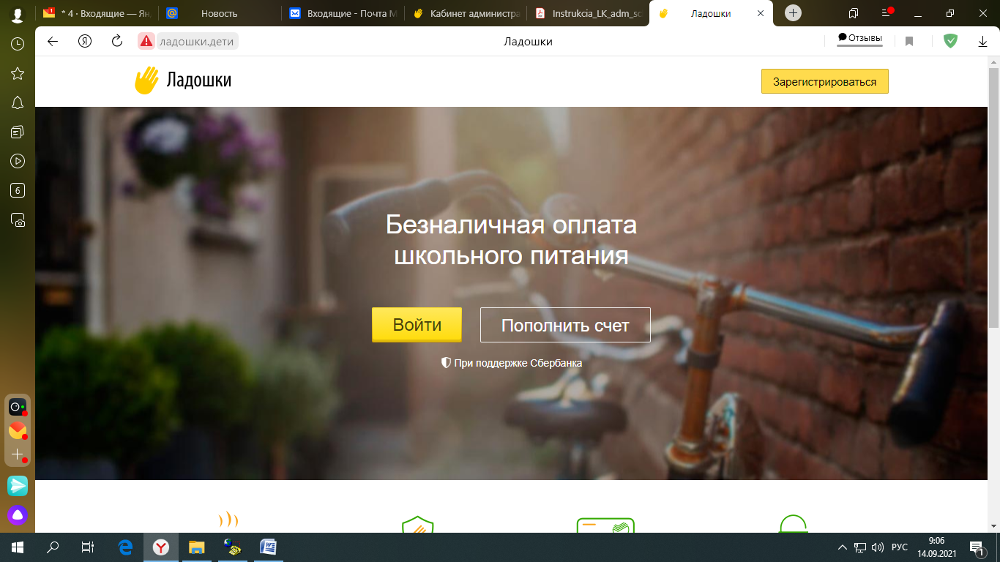 * 4 · Входящие — Ян
Новость
Входящие - Почта M
Кабинет администра
Instrukcia_LK_adm_sc
Ладошки
ладошки.дети
Ладошки
Отзывы
Ладошки
Зарегистрироваться
Безналичная оплата
школьного питания
Войти
Пополнить счет
При поддержке Сбербанка
6
РУС
9:06
14.09.2021
1